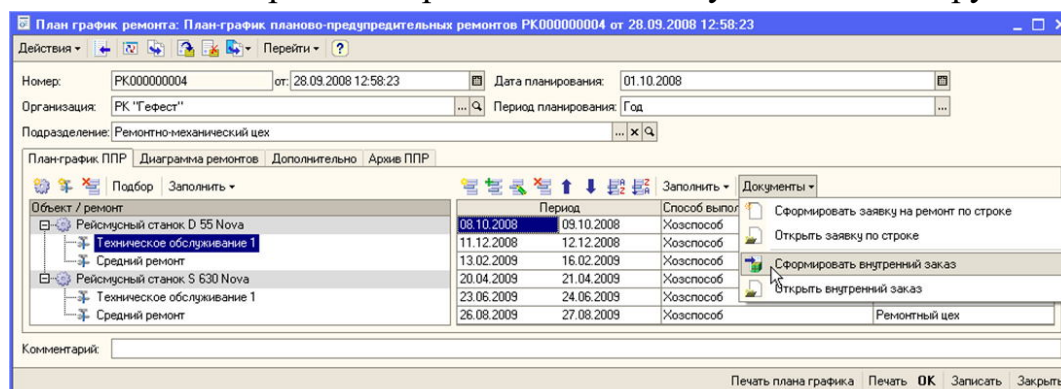 План график ремонта: План-график планово-предупредительных ремонтов РК000000004 от 28.09.2008 12:58:23
Действия Перейти ?
Номер: РК000000004 от: 28.09.2008 12:58:23 Дата планирования: 01.10.2008
Организация: РК "Гефест" ... Период планирования: Год ...
Подразделение: Ремонтно-механический цех ... x
План-график ППР Диаграмма ремонтов Дополнительно Архив ППР
Подбор Заполнить Заполнить Документы
Объект / ремонт Период Способ выпол
Рейсмусный станок D 55 Nova 08.10.2008 09.10.2008 Хозспособ Сформировать заявку на ремонт по строке
Техническое обслуживание 1 11.12.2008 12.12.2008 Хозспособ Открыть заявку по строке
Средний ремонт 13.02.2009 16.02.2009 Хозспособ Сформировать внутренний заказ
Рейсмусный станок S 630 Nova 20.04.2009 21.04.2009 Хозспособ Открыть внутренний заказ
Техническое обслуживание 1 23.06.2009 24.06.2009 Хозспособ
Средний ремонт 26.08.2009 27.08.2009 Хозспособ Ремонтный цех
Комментарий:
Печать плана графика Печать OK Записать Закрыть